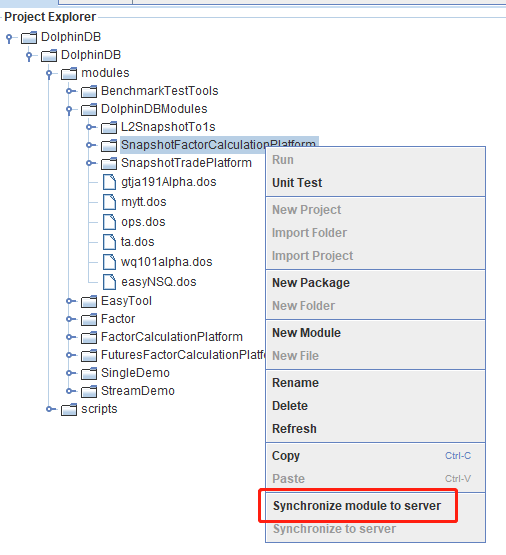 Project Explorer
DolphinDB
DolphinDB
modules
BenchmarkTestTools
DolphinDBModules
L2SnapshotTo1s
SnapshotFactorCalculationPlatform
SnapshotTradePlatform
gtja191Alpha.dos
mytt.dos
ops.dos
ta.dos
wq101alpha.dos
easyNSQ.dos
EasyTool
Factor
FactorCalculationPlatform
FuturesFactorCalculationPlatf
SingleDemo
StreamDemo
scripts
Run
Unit Test
New Project
Import Folder
Import Project
New Package
New Folder
New Module
New File
Rename
Delete
Refresh
Copy Ctrl-C
Paste Ctrl-V
Synchronize module to server
Synchronize to server